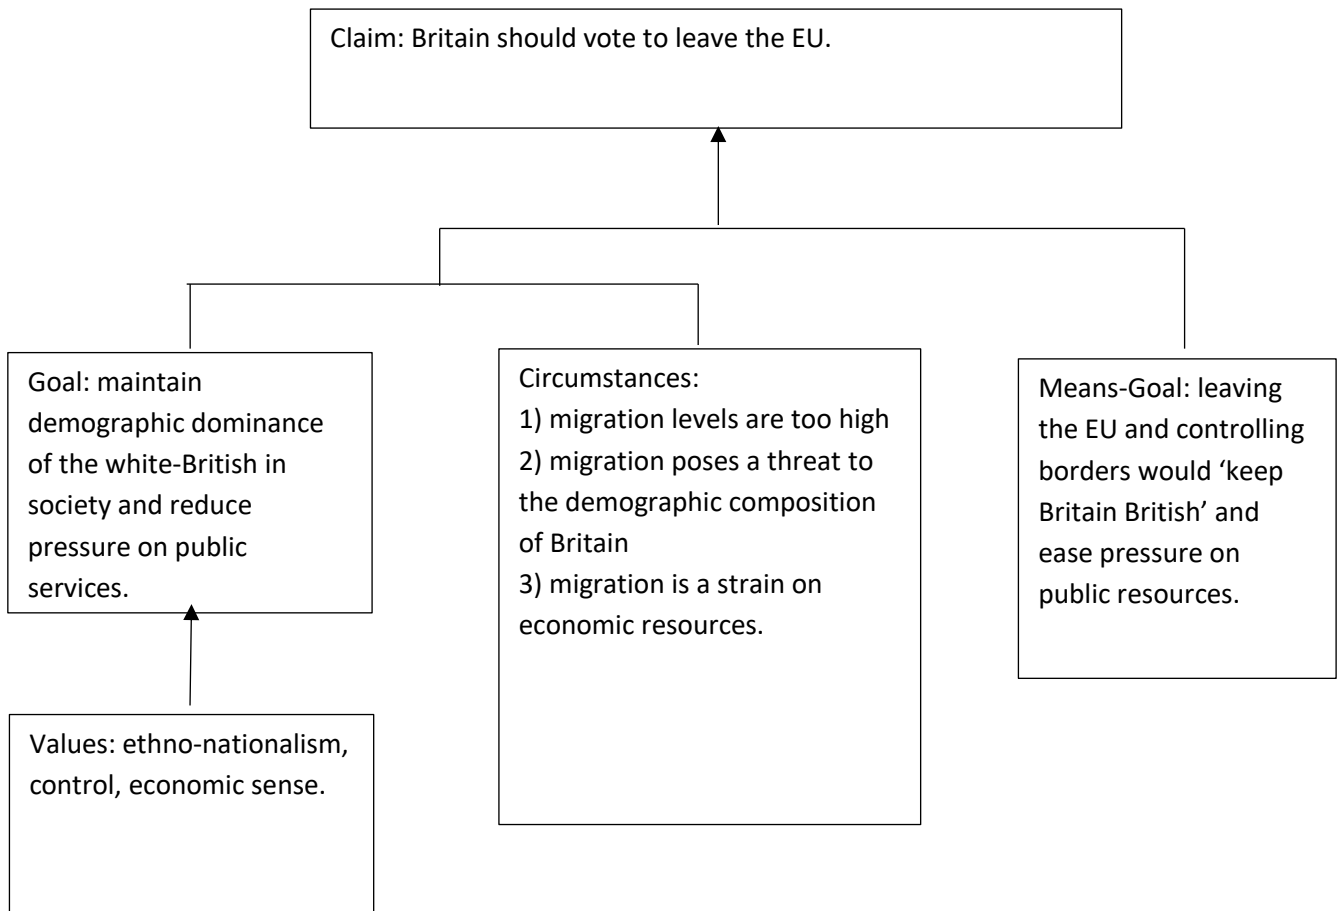 Claim: Britain should vote to leave the EU.
Goal: maintain
demographic dominance
of the white-British in
society and reduce
pressure on public
services.
Circumstances:
1) migration levels are too high
2) migration poses a threat to
the demographic composition
of Britain
3) migration is a strain on
economic resources.
Means-Goal: leaving
the EU and controlling
borders would ‘keep
Britain British’ and
ease pressure on
public resources.
Values: ethno-nationalism,
control, economic sense.